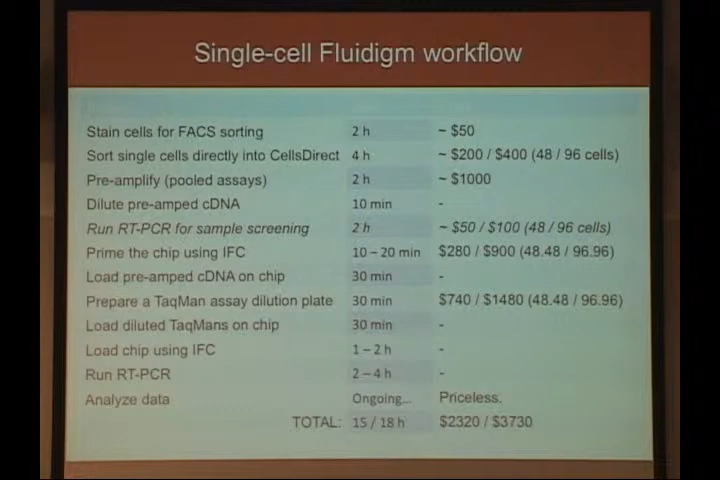 Single-cell Fluidigm workflow
Stain cells for FACS sorting 2 h ~ $50
Sort single cells directly into CellsDirect 4 h ~ $200 / $400 (48 / 96 cells)
Pre-amplify (pooled assays) 2 h ~ $1000
Dilute pre-amped cDNA 10 min -
Run RT-PCR for sample screening 2 h ~ $50 / $100 (48 / 96 cells)
Prime the chip using IFC 10 – 20 min $280 / $900 (48.48 / 96.96)
Load pre-amped cDNA on chip 30 min -
Prepare a TaqMan assay dilution plate 30 min $740 / $1480 (48.48 / 96.96)
Load diluted TaqMans on chip 30 min -
Load chip using IFC 1 – 2 h -
Run RT-PCR 2 – 4 h -
Analyze data Ongoing... Priceless.
TOTAL: 15 / 18 h $2320 / $3730